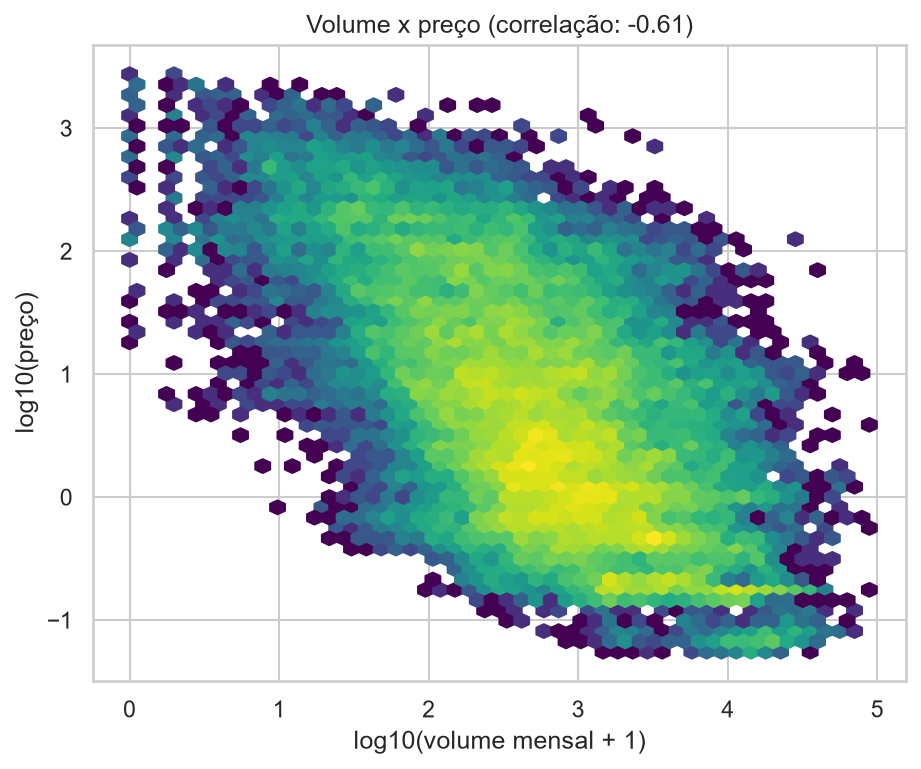 Volume x preço (correlação: -0.61)
log10(preço)
3
2
1
0
−1
0 1 2 3 4 5
log10(volume mensal + 1)